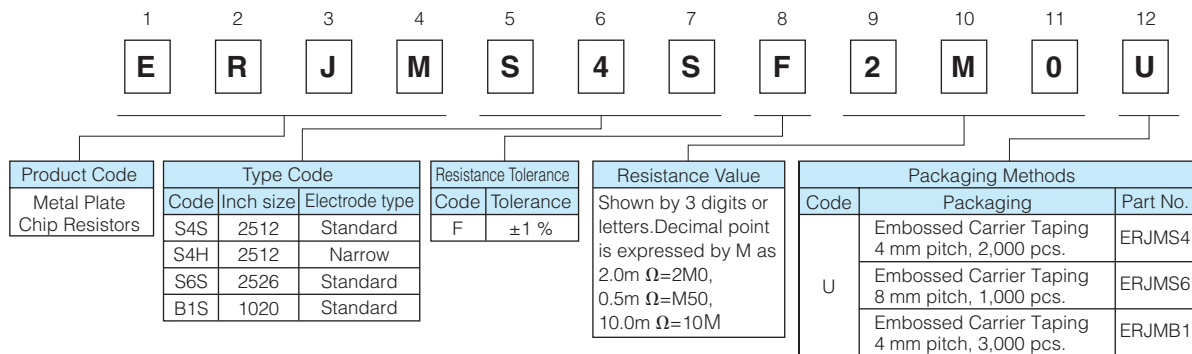 1 2 3 4 5 6 7 8 9 10 11 12
E R J M S 4 S F 2 M 0 U
Product Code
Metal Plate
Chip Resistors
Type Code
Code Inch size Electrode type
S4S 2512 Standard
S4H 2512 Narrow
S6S 2526 Standard
B1S 1020 Standard
Resistance Tolerance
Code Tolerance
F ±1 %
Resistance Value
Shown by 3 digits or
letters.Decimal point
is expressed by M as
2.0m Ω=2M0,
0.5m Ω=M50,
10.0m Ω=10M
Packaging Methods
Code Packaging Part No.
U
Embossed Carrier Taping
4 mm pitch, 2,000 pcs.
ERJMS4
Embossed Carrier Taping
8 mm pitch, 1,000 pcs.
ERJMS6
Embossed Carrier Taping
4 mm pitch, 3,000 pcs.
ERJMB1